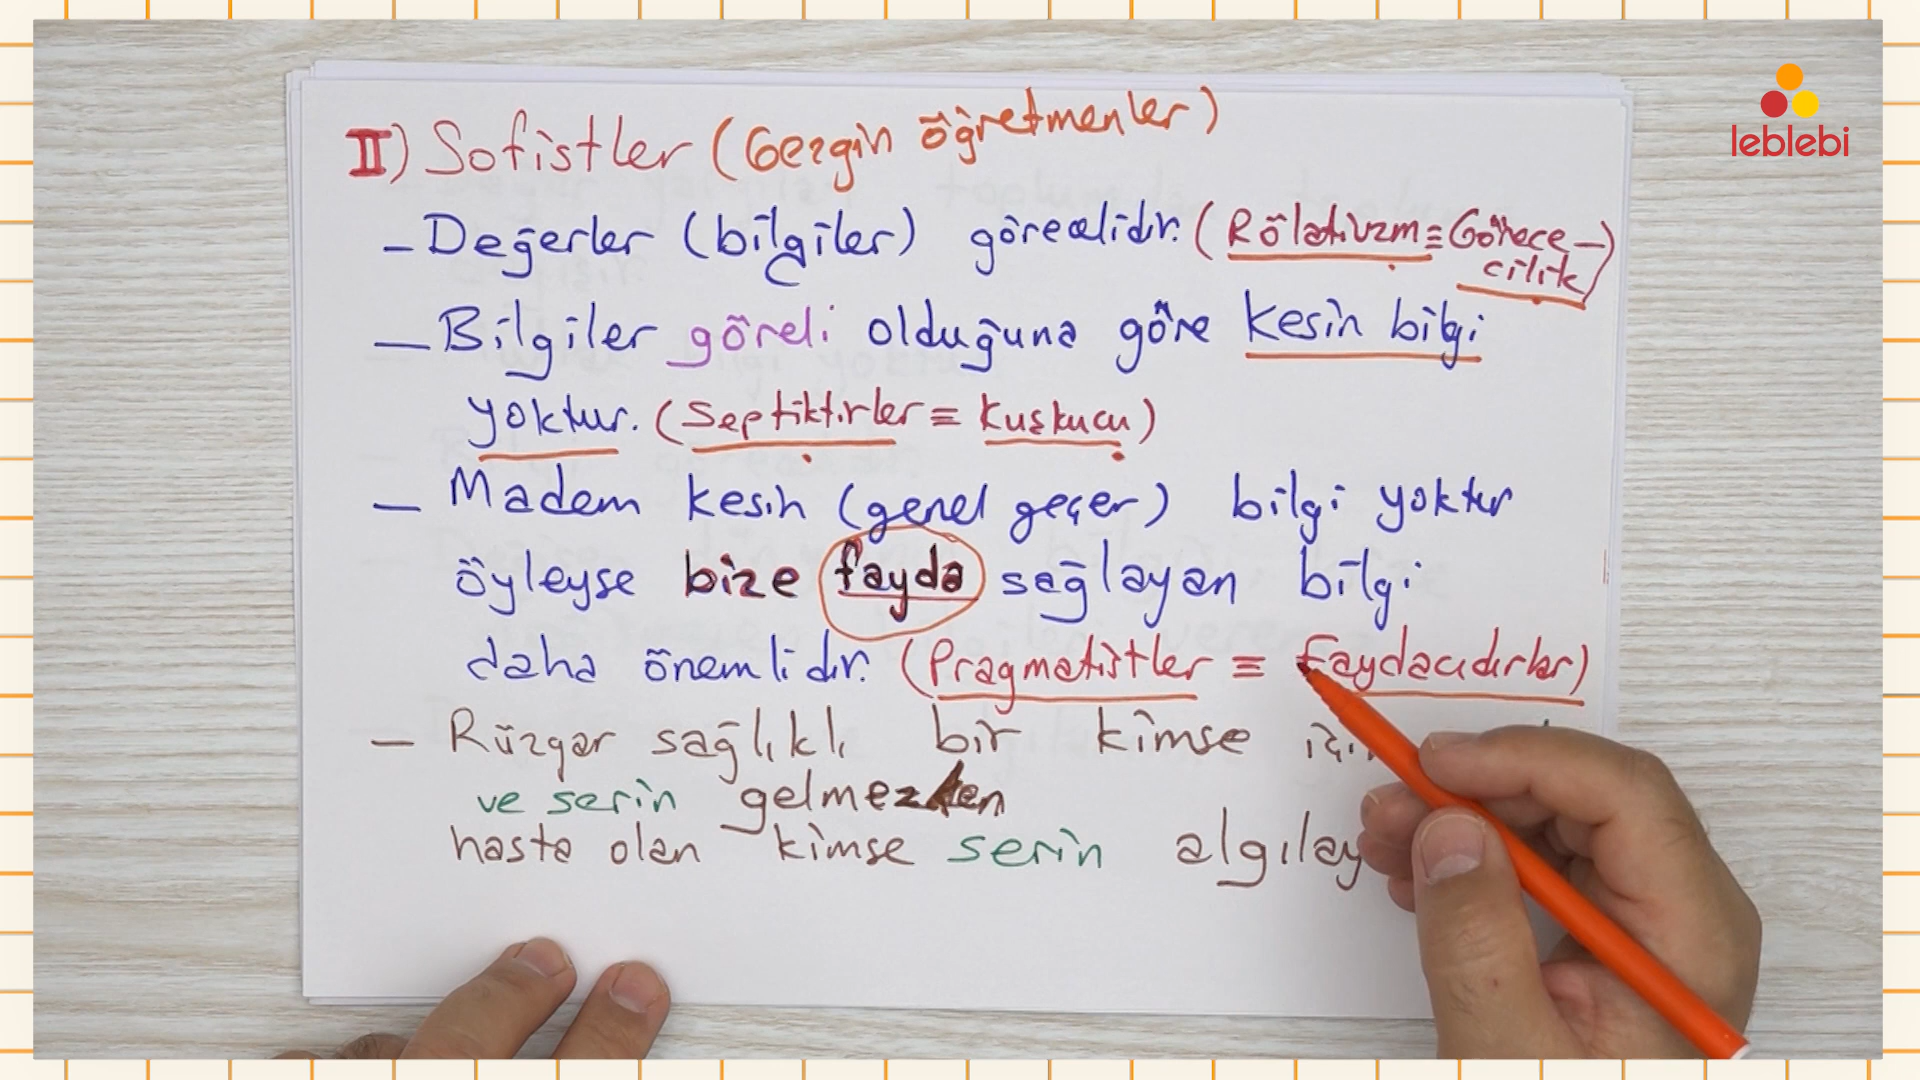 leblebi
II) Sofistler (Gezgin öğretmenler)
- Değerler (bilgiler) görecelidir. (Rölativizm ≡ Görece-
cilik)
- Bilgiler göreli olduğuna göre kesin bilgi
yoktur. (Septiktirler ≡ Kuşkucu)
- Madem kesin (genel geçer) bilgi yoktur
öyleyse bize fayda sağlayan bilgi
daha önemlidir. (Pragmatistler ≡ Faydacıdırlar)
- Rüzgar sağlıklı bir kimse için
ve serin gelmezken
hasta olan kimse serin